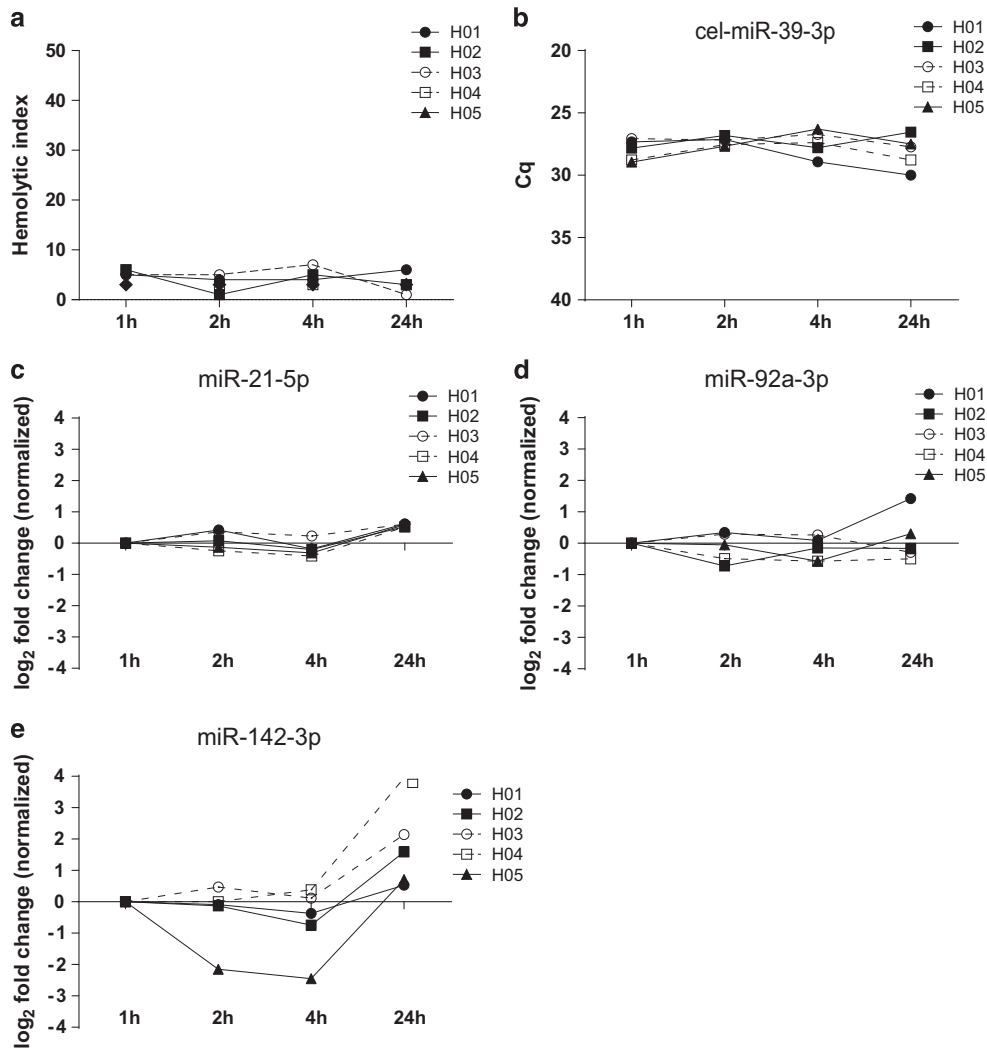 a
Hemolytic index
50
40
30
20
10
0
1h 2h 4h 24h
H01
H02
H03
H04
H05
b
cel-miR-39-3p
Cq
20
25
30
35
40
1h 2h 4h 24h
H01
H02
H03
H04
H05
c
miR-21-5p
log₂ fold change (normalized)
4
3
2
1
0
-1
-2
-3
-4
1h 2h 4h 24h
H01
H02
H03
H04
H05
d
miR-92a-3p
log₂ fold change (normalized)
4
3
2
1
0
-1
-2
-3
-4
1h 2h 4h 24h
H01
H02
H03
H04
H05
e
miR-142-3p
log₂ fold change (normalized)
4
3
2
1
0
-1
-2
-3
-4
1h 2h 4h 24h
H01
H02
H03
H04
H05